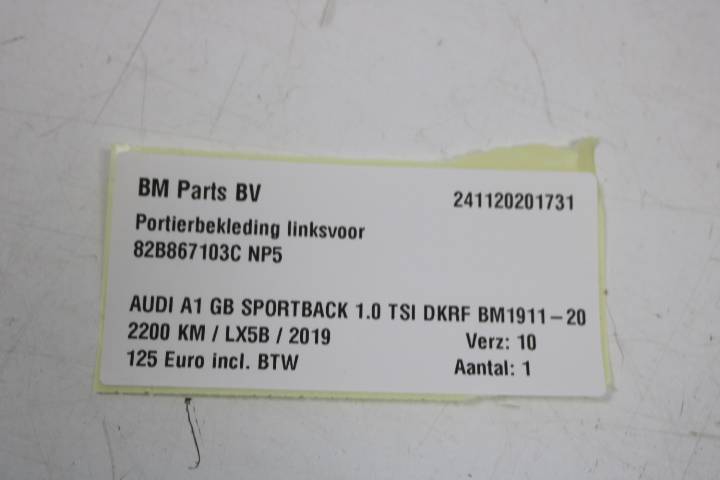 BM Parts BV 241120201731
Portierbekleding linksvoor
82B867103C NP5
AUDI A1 GB SPORTBACK 1.0 TSI DKRF BM1911-20
2200 KM / LX5B / 2019 Verz: 10
125 Euro incl. BTW Aantal: 1